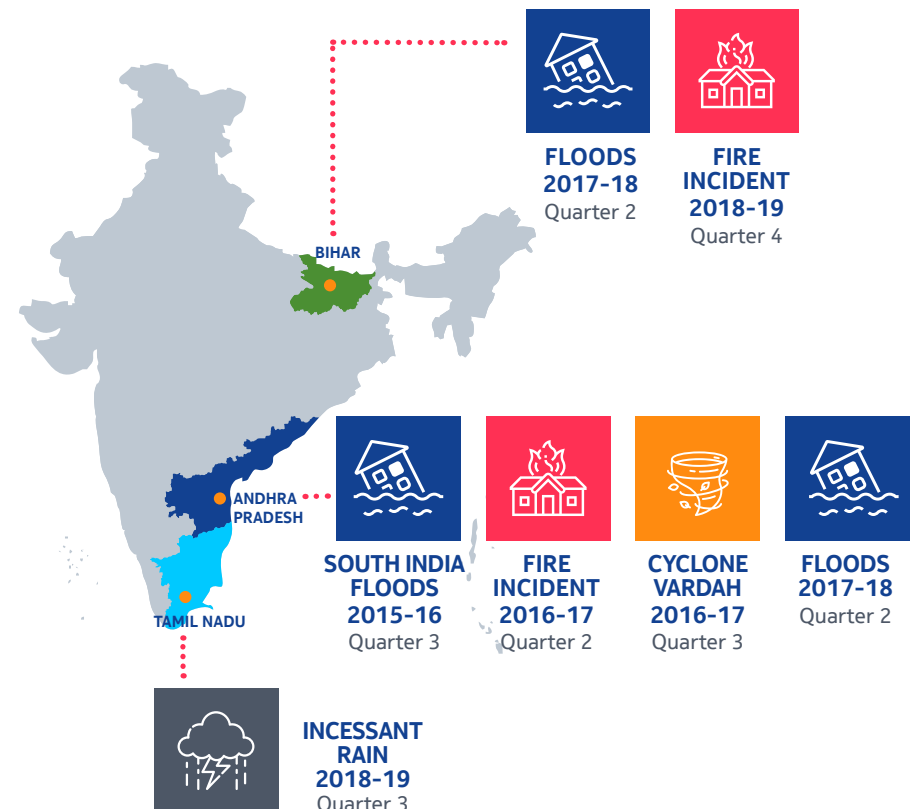 FLOODS
2017-18
Quarter 2
FIRE
INCIDENT
2018-19
Quarter 4
BIHAR
ANDHRA
PRADESH
SOUTH INDIA
FLOODS
2015-16
Quarter 3
FIRE
INCIDENT
2016-17
Quarter 2
CYCLONE
VARDAH
2016-17
Quarter 3
FLOODS
2017-18
Quarter 2
TAMIL NADU
INCESSANT
RAIN
2018-19
Quarter 3